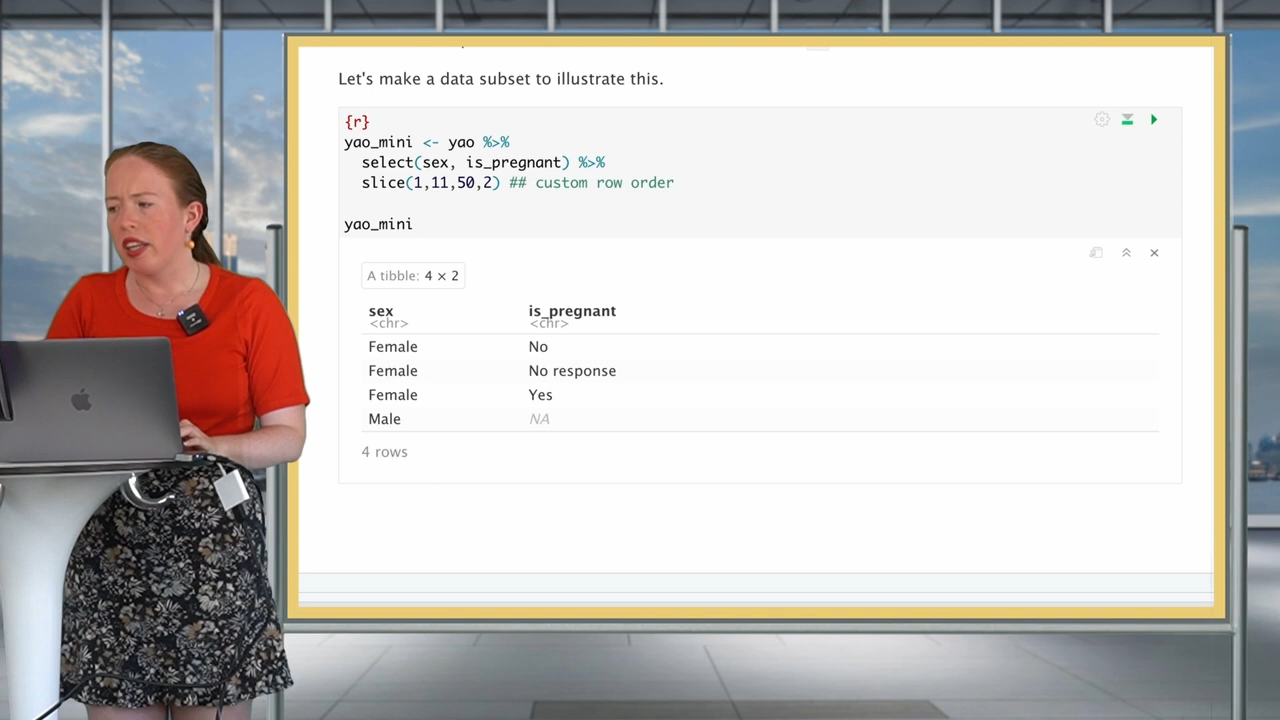 Let's make a data subset to illustrate this.
{r}
yao_mini <- yao %>%
select(sex, is_pregnant) %>%
slice(1,11,50,2) ## custom row order
yao_mini
A tibble: 4 × 2
sex is_pregnant
<chr> <chr>
Female No
Female No response
Female Yes
Male NA
4 rows